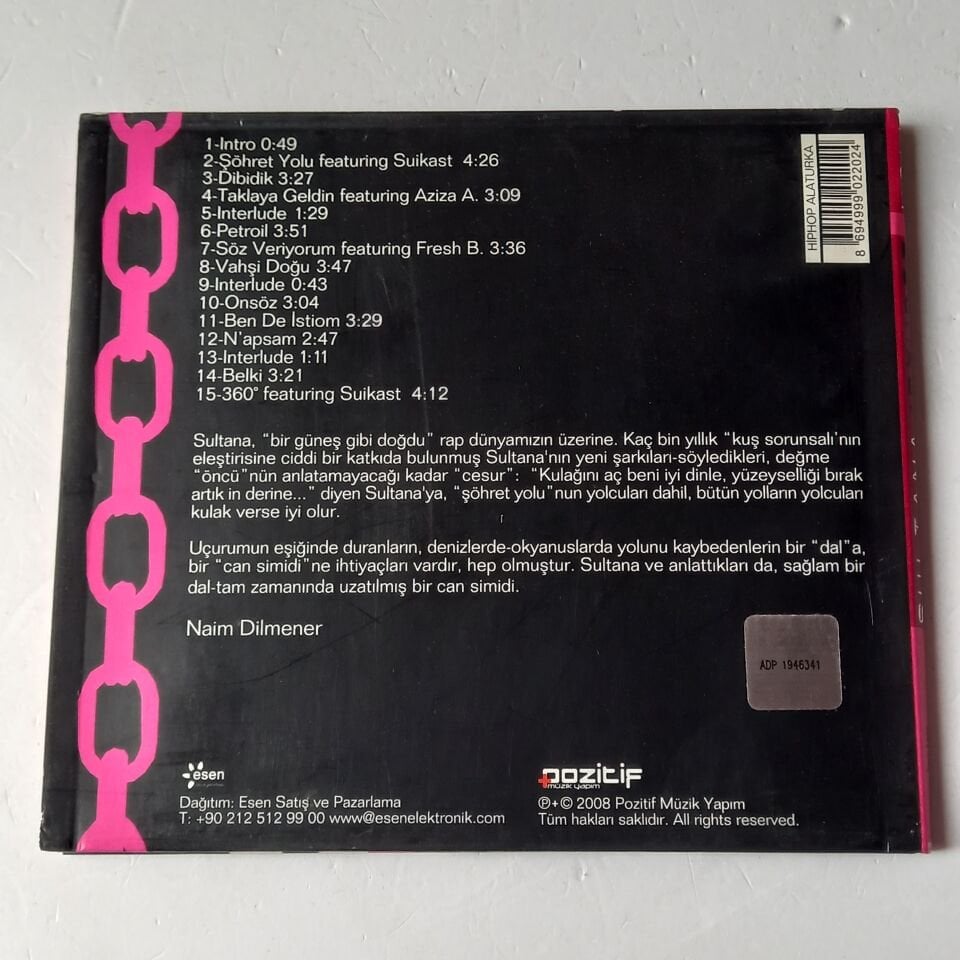 1-Intro 0:49
2-Şöhret Yolu featuring Suikast 4:26
3-Dibidik 3:27
4-Taklaya Geldin featuring Aziza A. 3:09
5-Interlude 1:29
6-Petroil 3:51
7-Söz Veriyorum featuring Fresh B. 3:36
8-Vahşi Doğu 3:47
9-Interlude 0:43
10-Onsöz 3:04
11-Ben De İstiom 3:29
12-N'apsam 2:47
13-Interlude 1:11
14-Belki 3:21
15-360° featuring Suikast 4:12
HIPHOP ALATURKA
8 694999 022024
Sultana, "bir güneş gibi doğdu" rap dünyamızın üzerine. Kaç bin yıllık "kuş sorunsalı'nın
eleştirisine ciddi bir katkıda bulunmuş Sultana'nın yeni şarkıları-söyledikleri, değme
"öncü"nün anlatamayacağı kadar "cesur": "Kulağını aç beni iyi dinle, yüzeyselliği bırak
artık in derine..." diyen Sultana'ya, "şöhret yolu"nun yolcuları dahil, bütün yolların yolcuları
kulak verse iyi olur.
Uçurumun eşiğinde duranların, denizlerde-okyanuslarda yolunu kaybedenlerin bir "dal"a,
bir "can simidi"ne ihtiyaçları vardır, hep olmuştur. Sultana ve anlattıkları da, sağlam bir
dal-tam zamanında uzatılmış bir can simidi.
Naim Dilmener
ADP 1946341
esen
Dağıtım: Esen Satış ve Pazarlama
T: +90 212 512 99 00 www@esenelektronik.com
pozitif
müzik yapım
℗+© 2008 Pozitif Müzik Yapım
Tüm hakları saklıdır. All rights reserved.